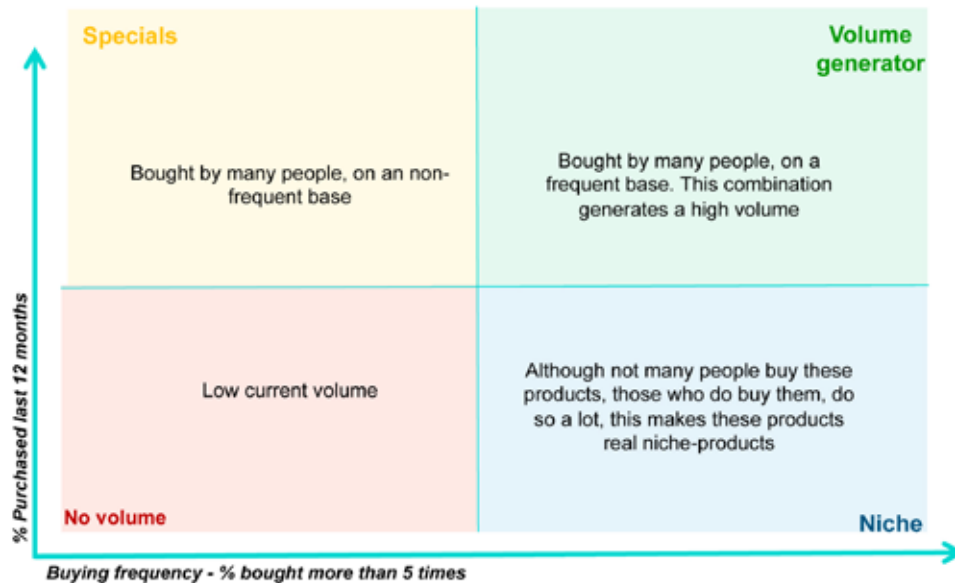 Specials
Volume
generator
Bought by many people, on an non-
frequent base
Bought by many people, on a
frequent base. This combination
generates a high volume
% Purchased last 12 months
Low current volume
Although not many people buy these
products, those who do buy them, do
so a lot, this makes these products
real niche-products
No volume
Niche
Buying frequency - % bought more than 5 times